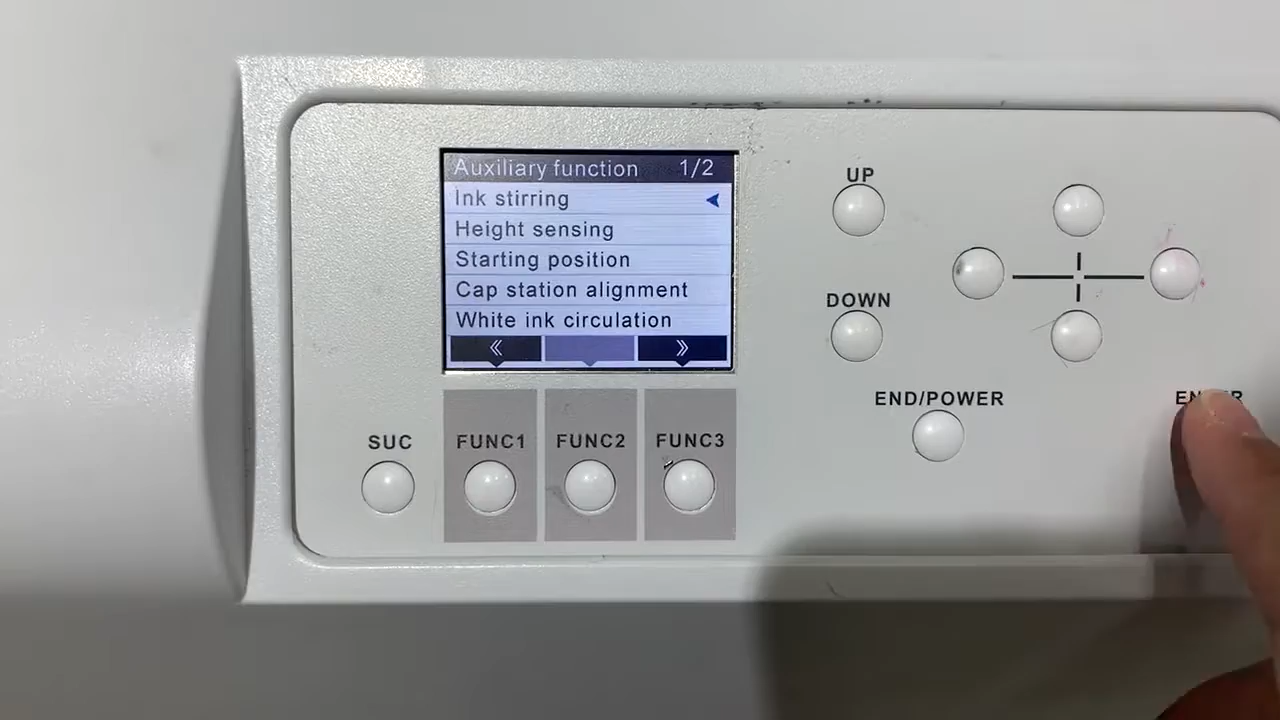 Auxiliary function 1/2
Ink stirring
Height sensing
Starting position
Cap station alignment
White ink circulation
UP
DOWN
END/POWER
SUC
FUNC1
FUNC2
FUNC3